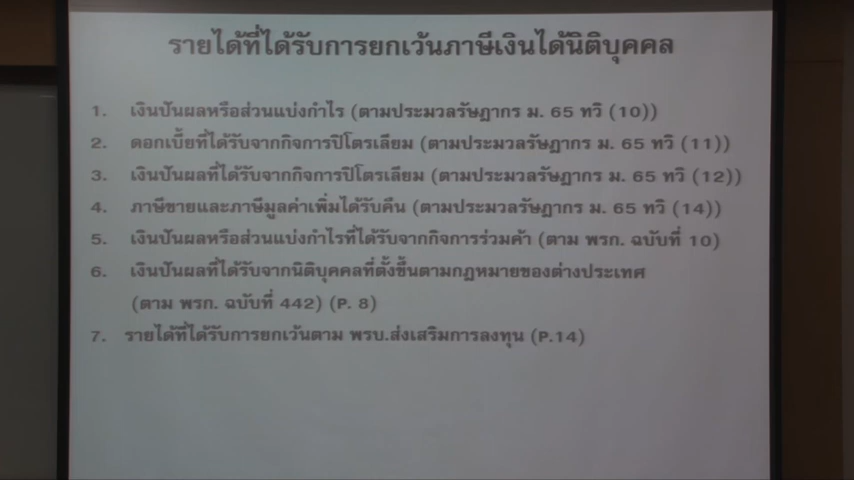 รายได้ที่ได้รับการยกเว้นภาษีเงินได้นิติบุคคล
1. เงินปันผลหรือส่วนแบ่งกำไร (ตามประมวลรัษฎากร ม. 65 ทวิ (10))
2. ดอกเบี้ยที่ได้รับจากกิจการปิโตรเลียม (ตามประมวลรัษฎากร ม. 65 ทวิ (11))
3. เงินปันผลที่ได้รับจากกิจการปิโตรเลียม (ตามประมวลรัษฎากร ม. 65 ทวิ (12))
4. ภาษีขายและภาษีมูลค่าเพิ่มได้รับคืน (ตามประมวลรัษฎากร ม. 65 ทวิ (14))
5. เงินปันผลหรือส่วนแบ่งกำไรที่ได้รับจากกิจการร่วมค้า (ตาม พรก. ฉบับที่ 10)
6. เงินปันผลที่ได้รับจากนิติบุคคลที่ตั้งขึ้นตามกฎหมายของต่างประเทศ
(ตาม พรก. ฉบับที่ 442) (P. 8)
7. รายได้ที่ได้รับการยกเว้นตาม พรบ.ส่งเสริมการลงทุน (P.14)